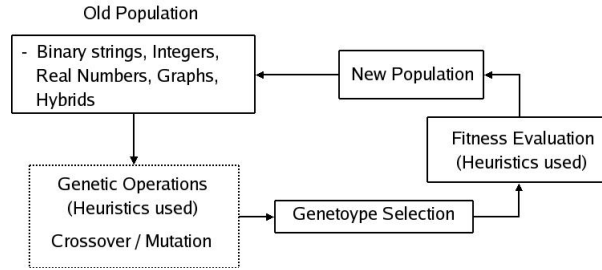 Old Population
- Binary strings, Integers,
Real Numbers, Graphs,
Hybrids
New Population
Fitness Evaluation
(Heuristics used)
Genetic Operations
(Heuristics used)
Crossover / Mutation
Genetoype Selection